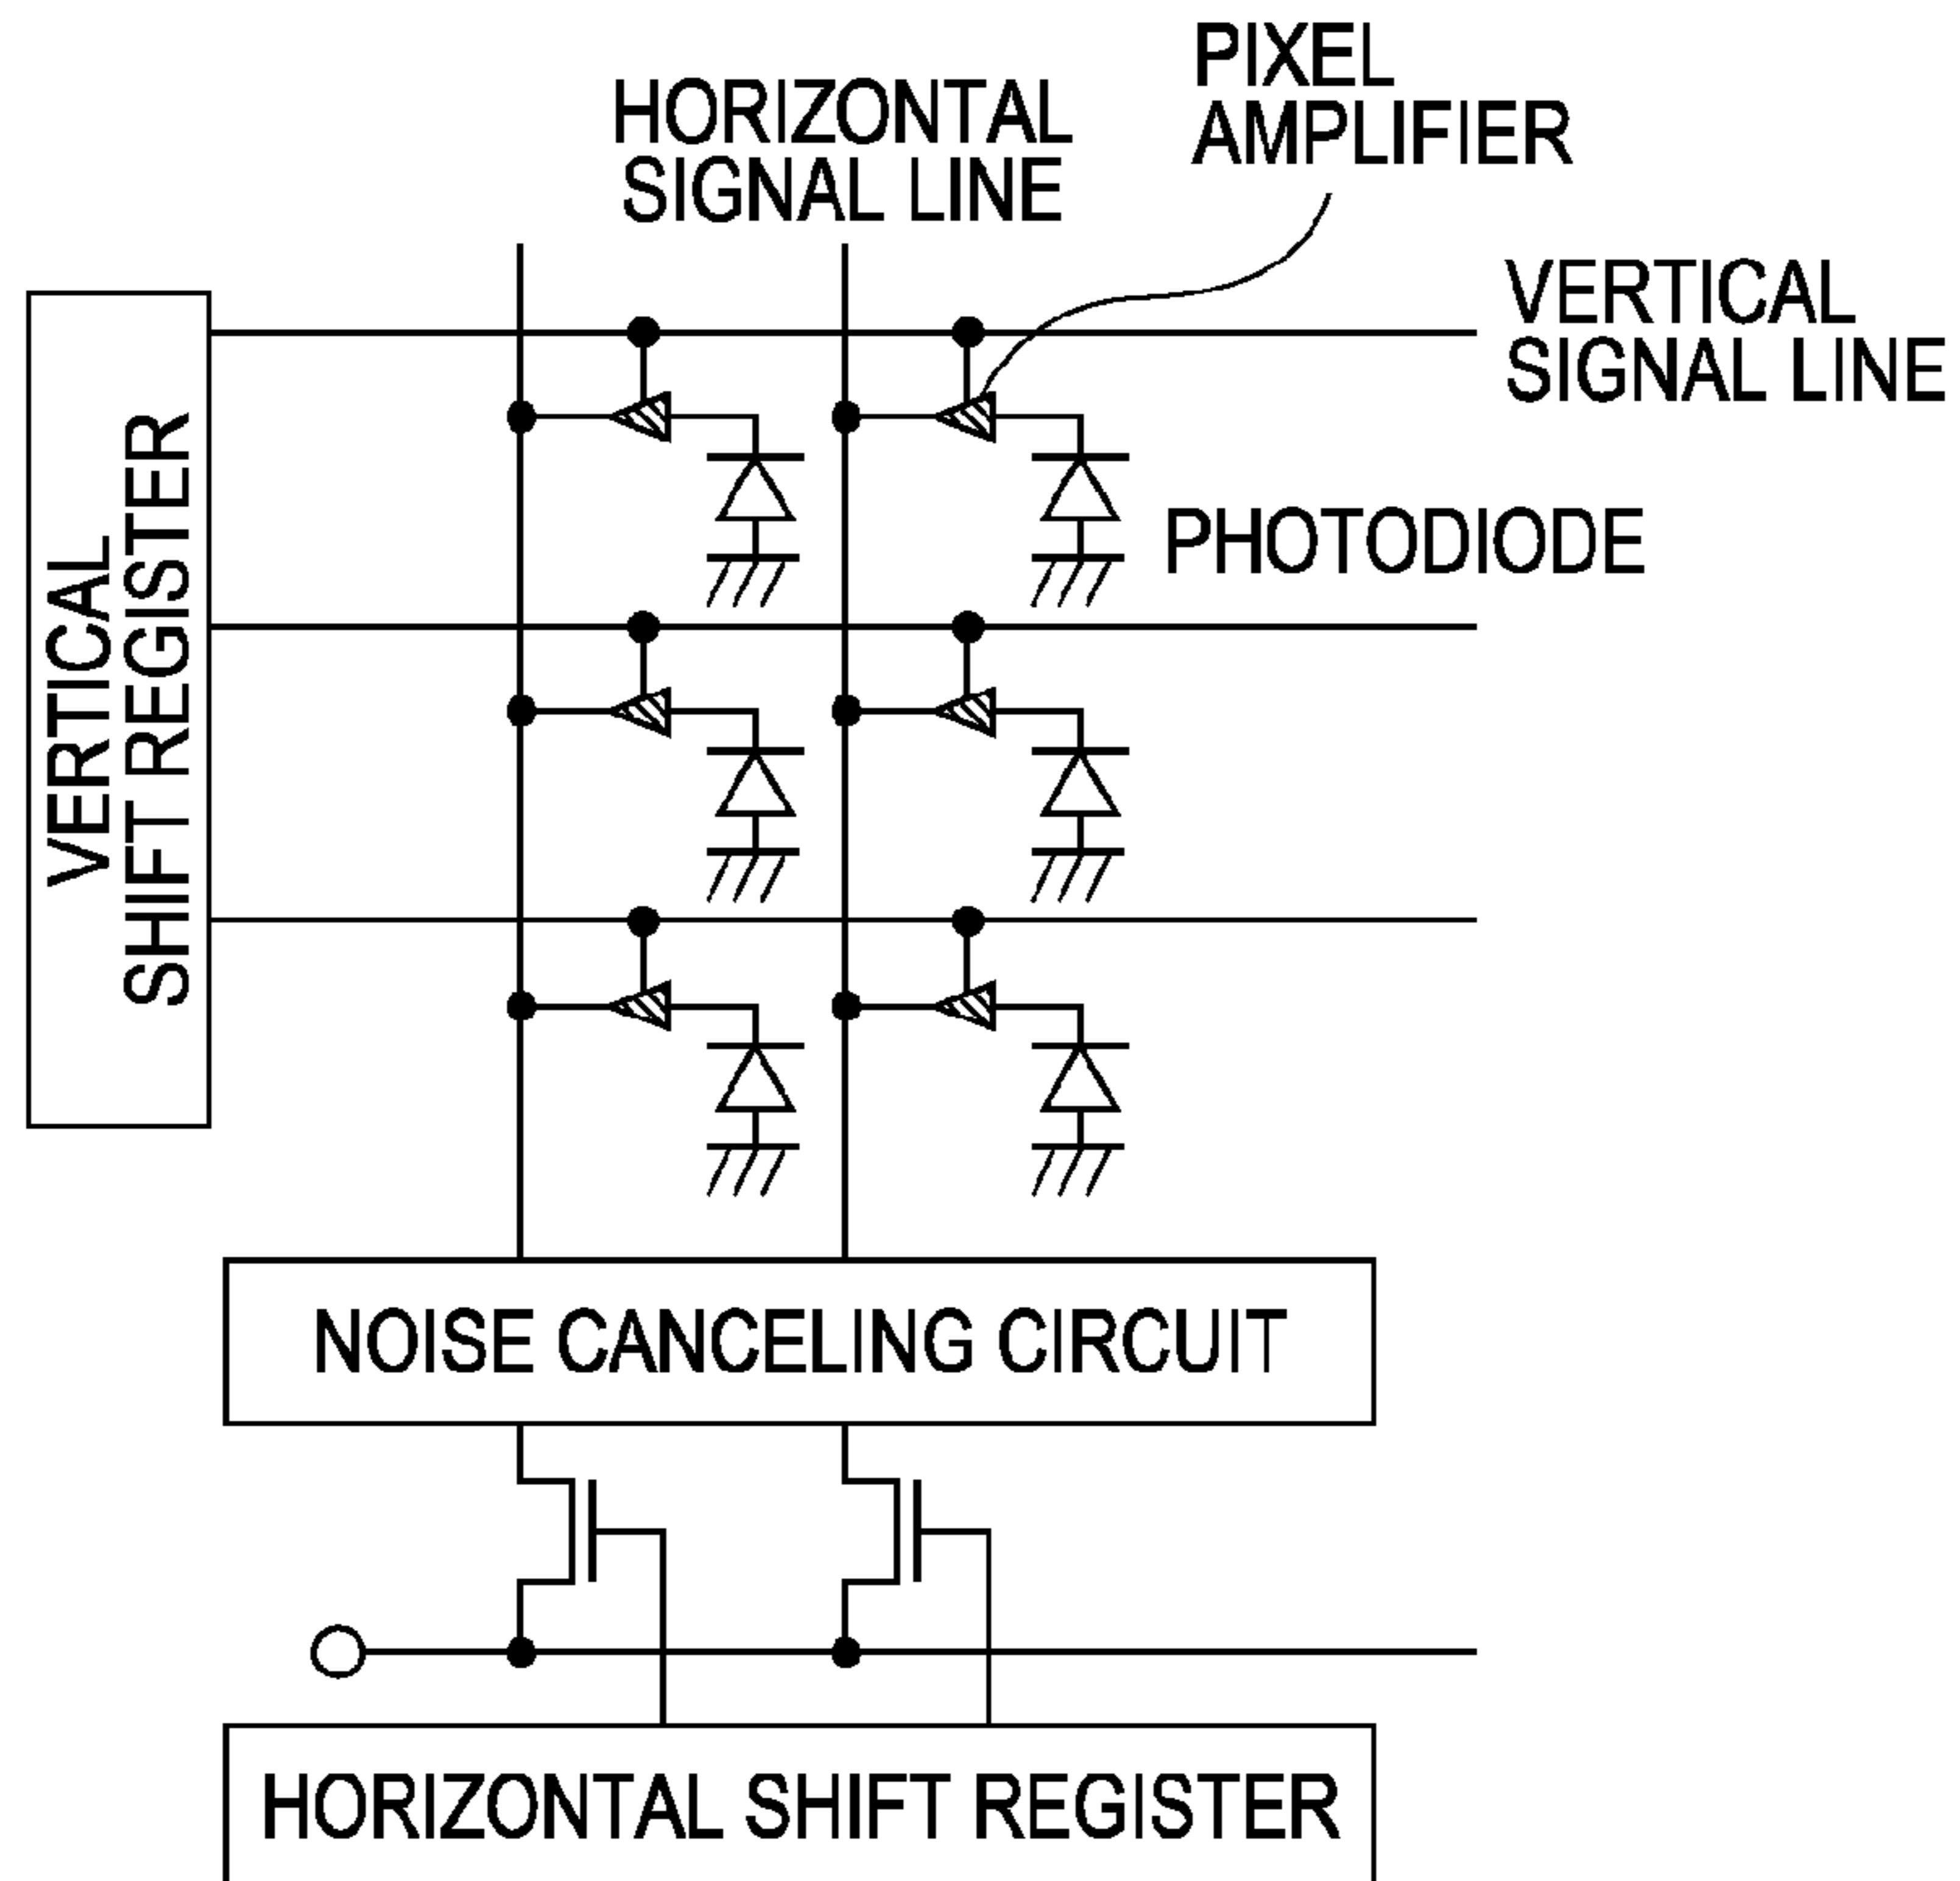 PIXEL
AMPLIFIER
HORIZONTAL
SIGNAL LINE
VERTICAL
SIGNAL LINE
VERTICAL
SHIFT REGISTER
PHOTODIODE
NOISE CANCELING CIRCUIT
HORIZONTAL SHIFT REGISTER